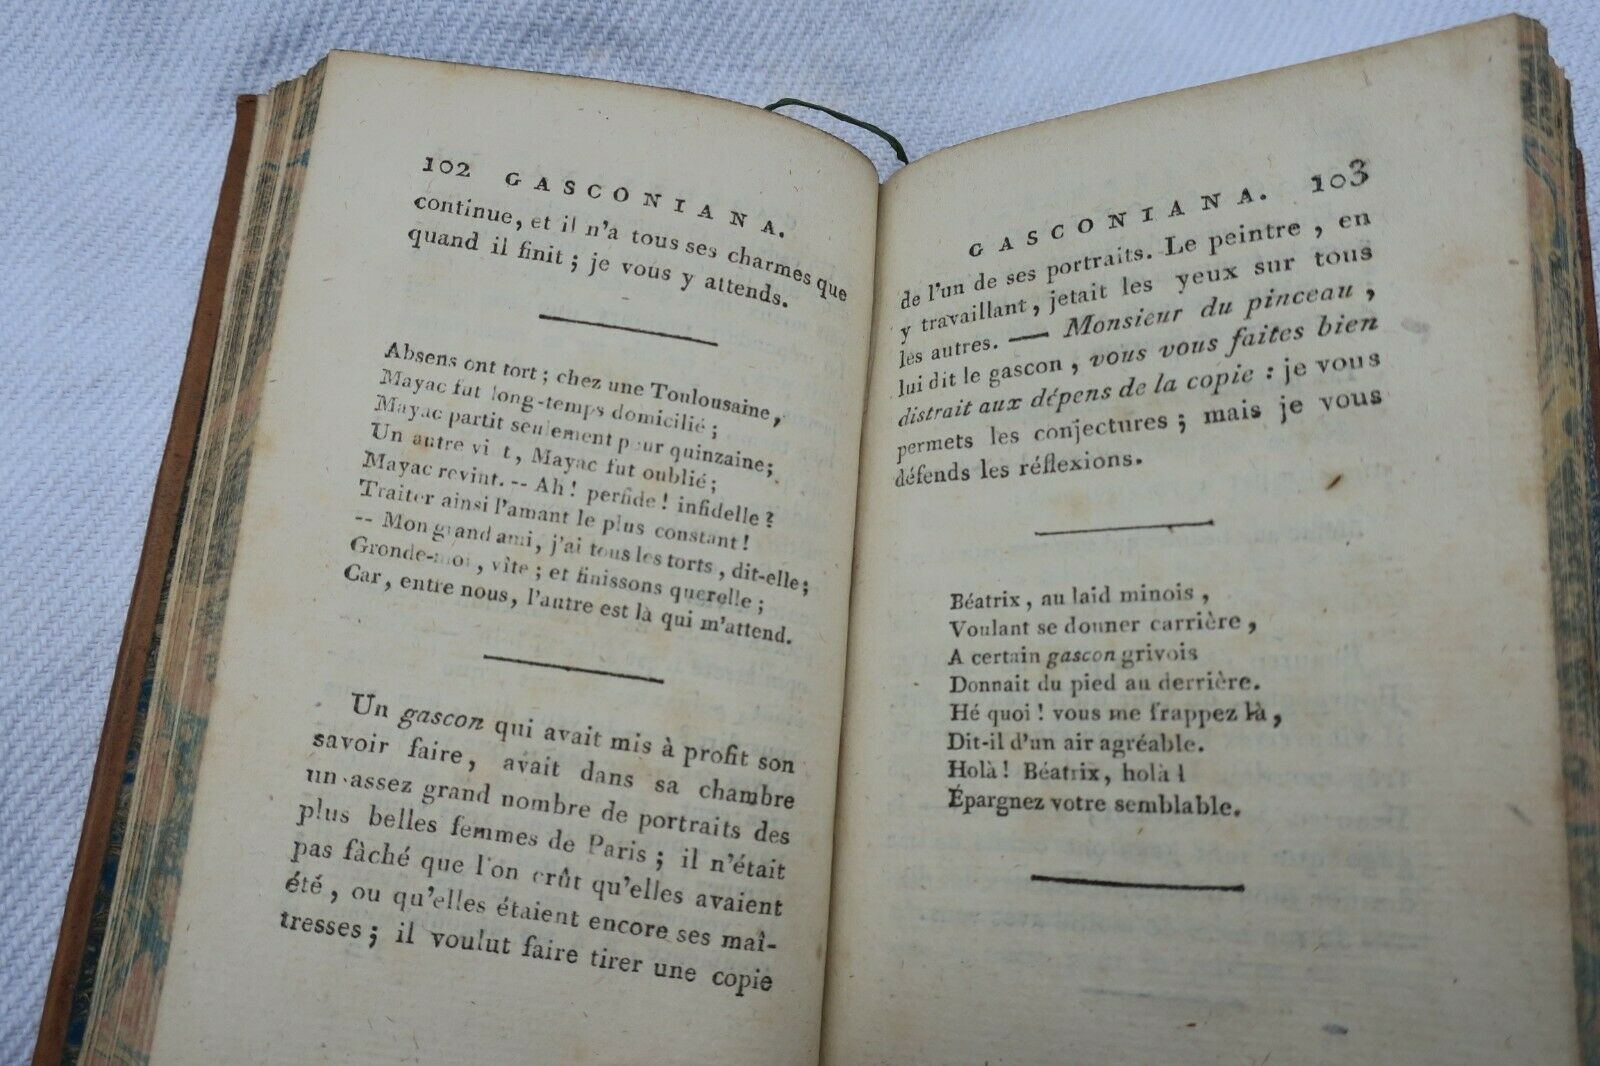 102 GASCONIANA.
continue, et il n'a tous ses charmes que
quand il finit ; je vous y attends.
Absens ont tort ; chez une Toulousaine,
Mayac fut long-temps domicilié ;
Mayac partit seulement pour quinzaine;
Un autre vi t, Mayac fut oublié ;
Mayac revint. -- Ah ! perfide ! infidelle ?
Traiter ainsi l'amant le plus constant !
-- Mon grand ami, j'ai tous les torts, dit-elle;
Gronde-moi, vîte ; et finissons querelle ;
Car, entre nous, l'autre est là qui m'attend.
Un gascon qui avait mis à profit son
savoir faire, avait dans sa chambre
un assez grand nombre de portraits des
plus belles femmes de Paris ; il n'était
pas fàché que l'on crût qu'elles avaient
été, ou qu'elles étaient encore ses maî-
tresses ; il voulut faire tirer une copie
GASCONIANA. 103
de l'un de ses portraits. Le peintre, en
y travaillant, jetait les yeux sur tous
les autres. — Monsieur du pinceau,
lui dit le gascon, vous vous faites bien
distrait aux dépens de la copie : je vous
permets les conjectures ; mais je vous
défends les réflexions.
Béatrix, au laid minois,
Voulant se donner carrière,
A certain gascon grivois
Donnait du pied au derrière.
Hé quoi ! vous me frappez là,
Dit-il d'un air agréable.
Holà ! Béatrix, holà !
Épargnez votre semblable.